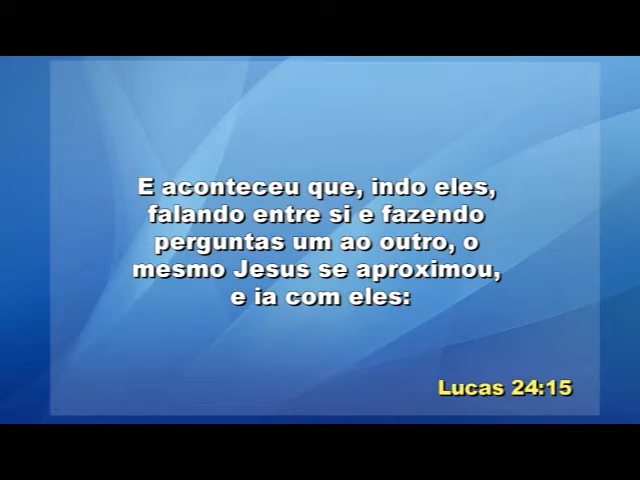 E aconteceu que, indo eles,
falando entre si e fazendo
perguntas um ao outro, o
mesmo Jesus se aproximou,
e ia com eles:
Lucas 24:15